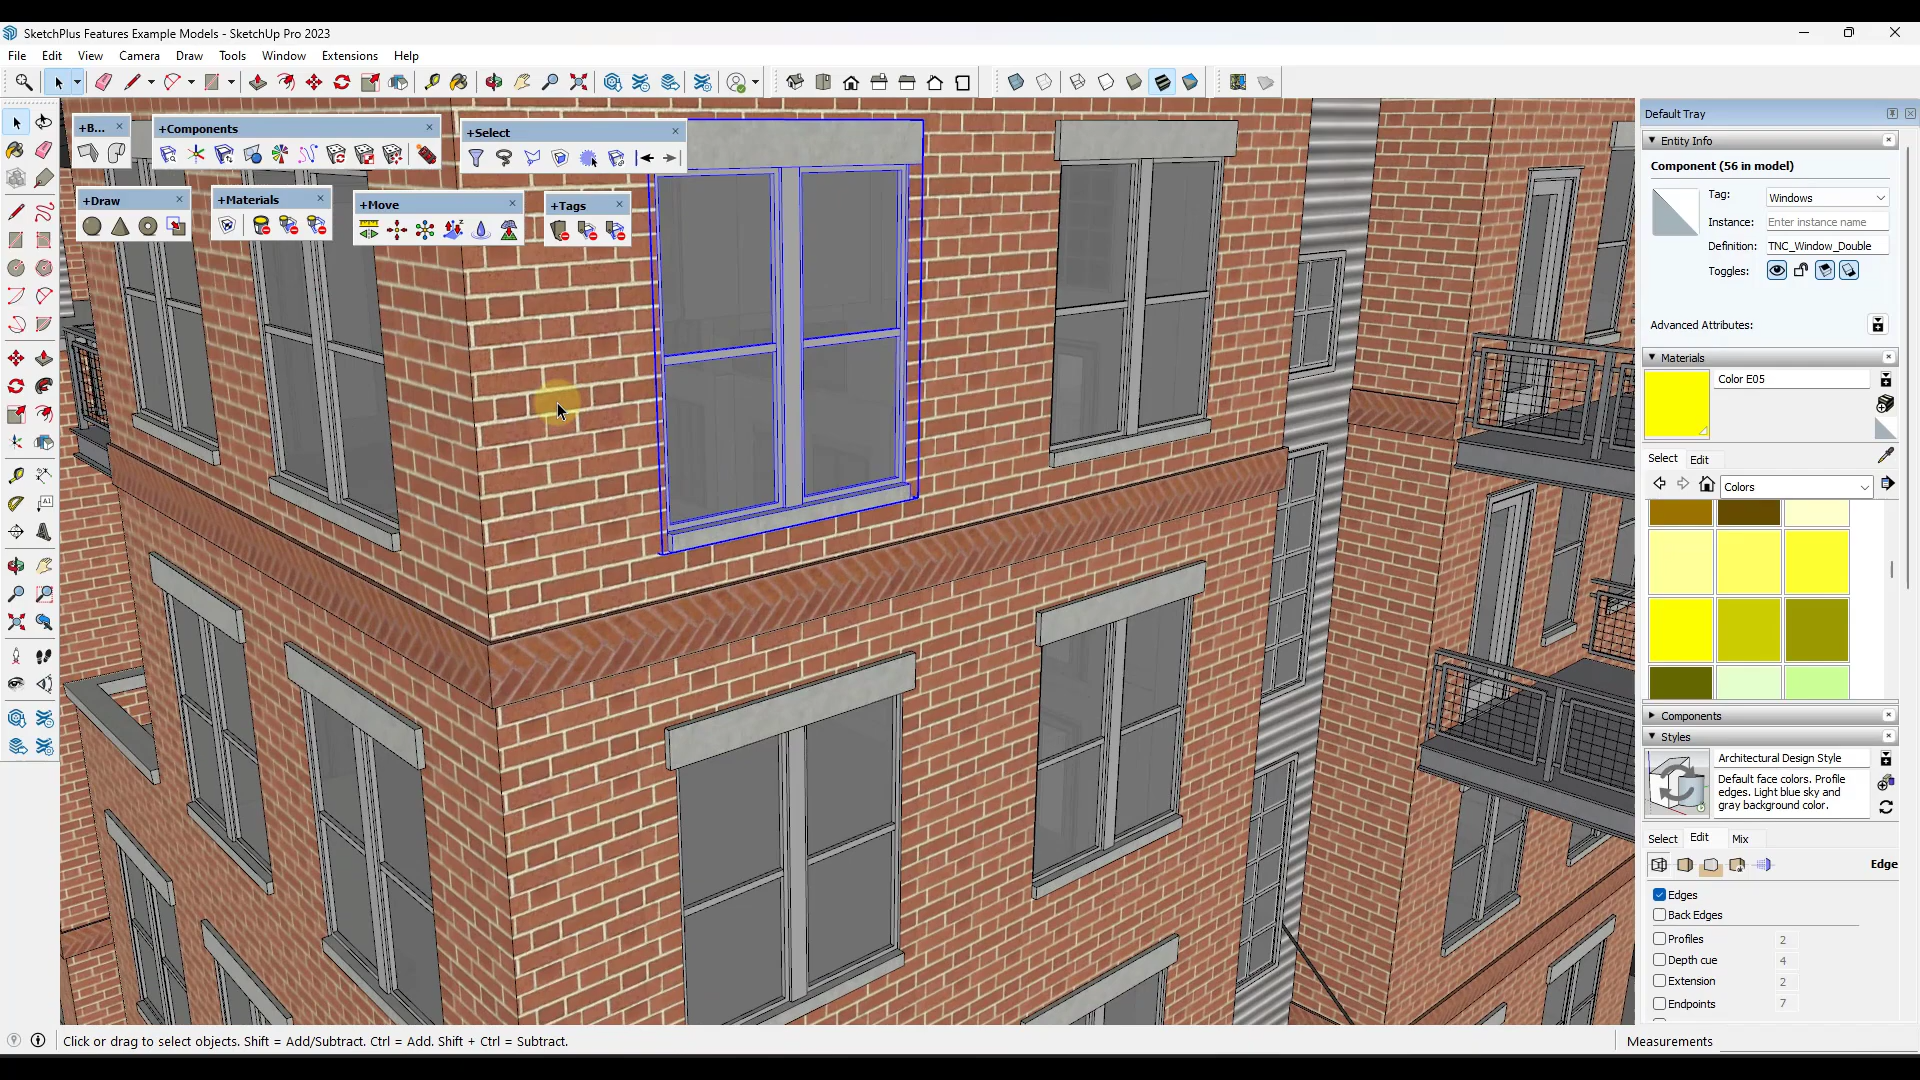 SketchPlus Features Example Models - SketchUp Pro 2023
File Edit View Camera Draw Tools Window Extensions Help
+B...
+Components
+Select
+Draw
+Materials
+Move
+Tags
Default Tray
Entity Info
Component (56 in model)
Tag: Windows
Instance: Enter instance name
Definition: TNC_Window_Double
Toggles:
Advanced Attributes:
Materials
Color E05
Select Edit
Colors
Components
Styles
Architectural Design Style
Default face colors. Profile
edges. Light blue sky and
gray background color.
Select Edit Mix
Edge
Edges
Back Edges
Profiles 2
Depth cue 4
Extension 2
Endpoints 7
Click or drag to select objects. Shift = Add/Subtract. Ctrl = Add. Shift + Ctrl = Subtract.
Measurements